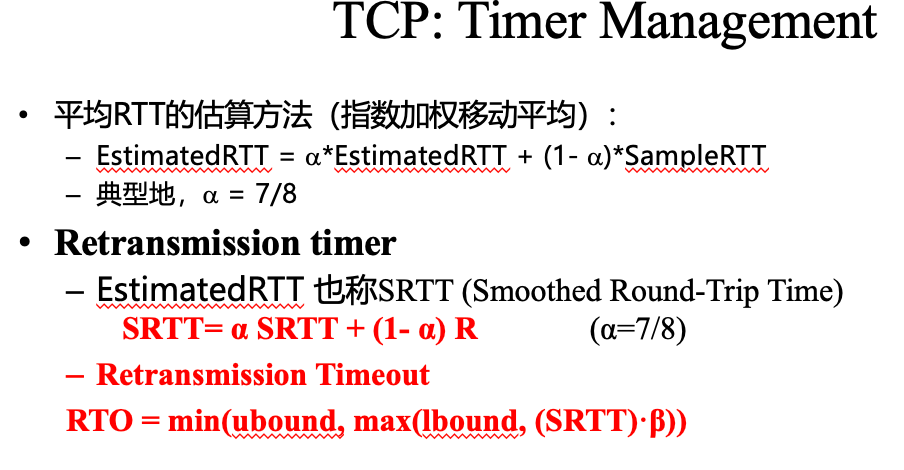 TCP: Timer Management
• 平均RTT的估算方法（指数加权移动平均）:
– EstimatedRTT = α*EstimatedRTT + (1- α)*SampleRTT
– 典型地，α = 7/8
• Retransmission timer
– EstimatedRTT 也称SRTT (Smoothed Round-Trip Time)
SRTT= α SRTT + (1- α) R (α=7/8)
– Retransmission Timeout
RTO = min(ubound, max(lbound, (SRTT)·β))